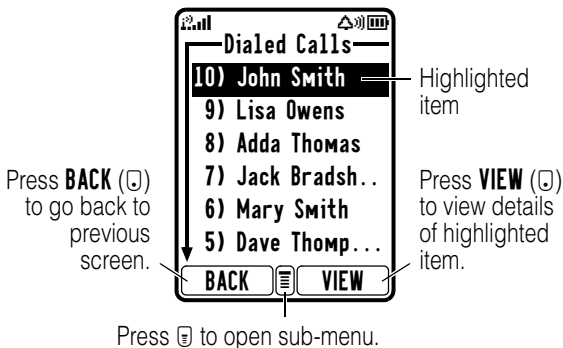 Dialed Calls
10) John Smith
9) Lisa Owens
8) Adda Thomas
7) Jack Bradsh..
6) Mary Smith
5) Dave Thomp...
BACK
VIEW
Highlighted
item
Press BACK ( )
to go back to
previous
screen.
Press VIEW ( )
to view details
of highlighted
item.
Press to open sub-menu.